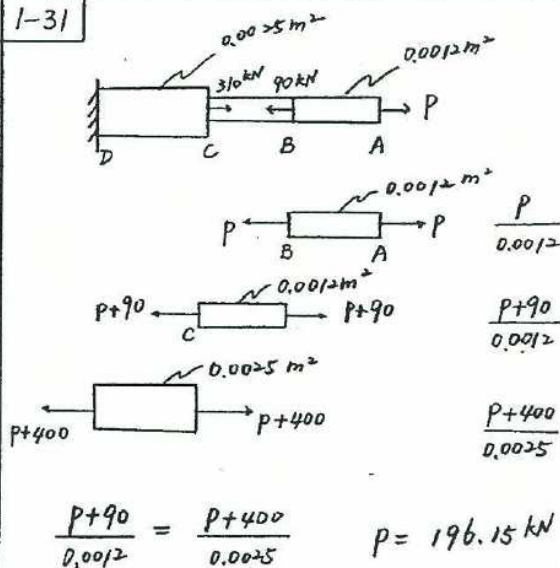 1-31
0.0025 m²
0.0012 m²
310 kN
90 kN
P
D
C
B
A
0.0012 m²
P
P
B
A
P
0.0012
0.0012 m²
P+90
P+90
C
P+90
0.0012
0.0025 m²
P+400
P+400
P+400
0.0025
P+90
0.0012
=
P+400
0.0025
P = 196.15 kN